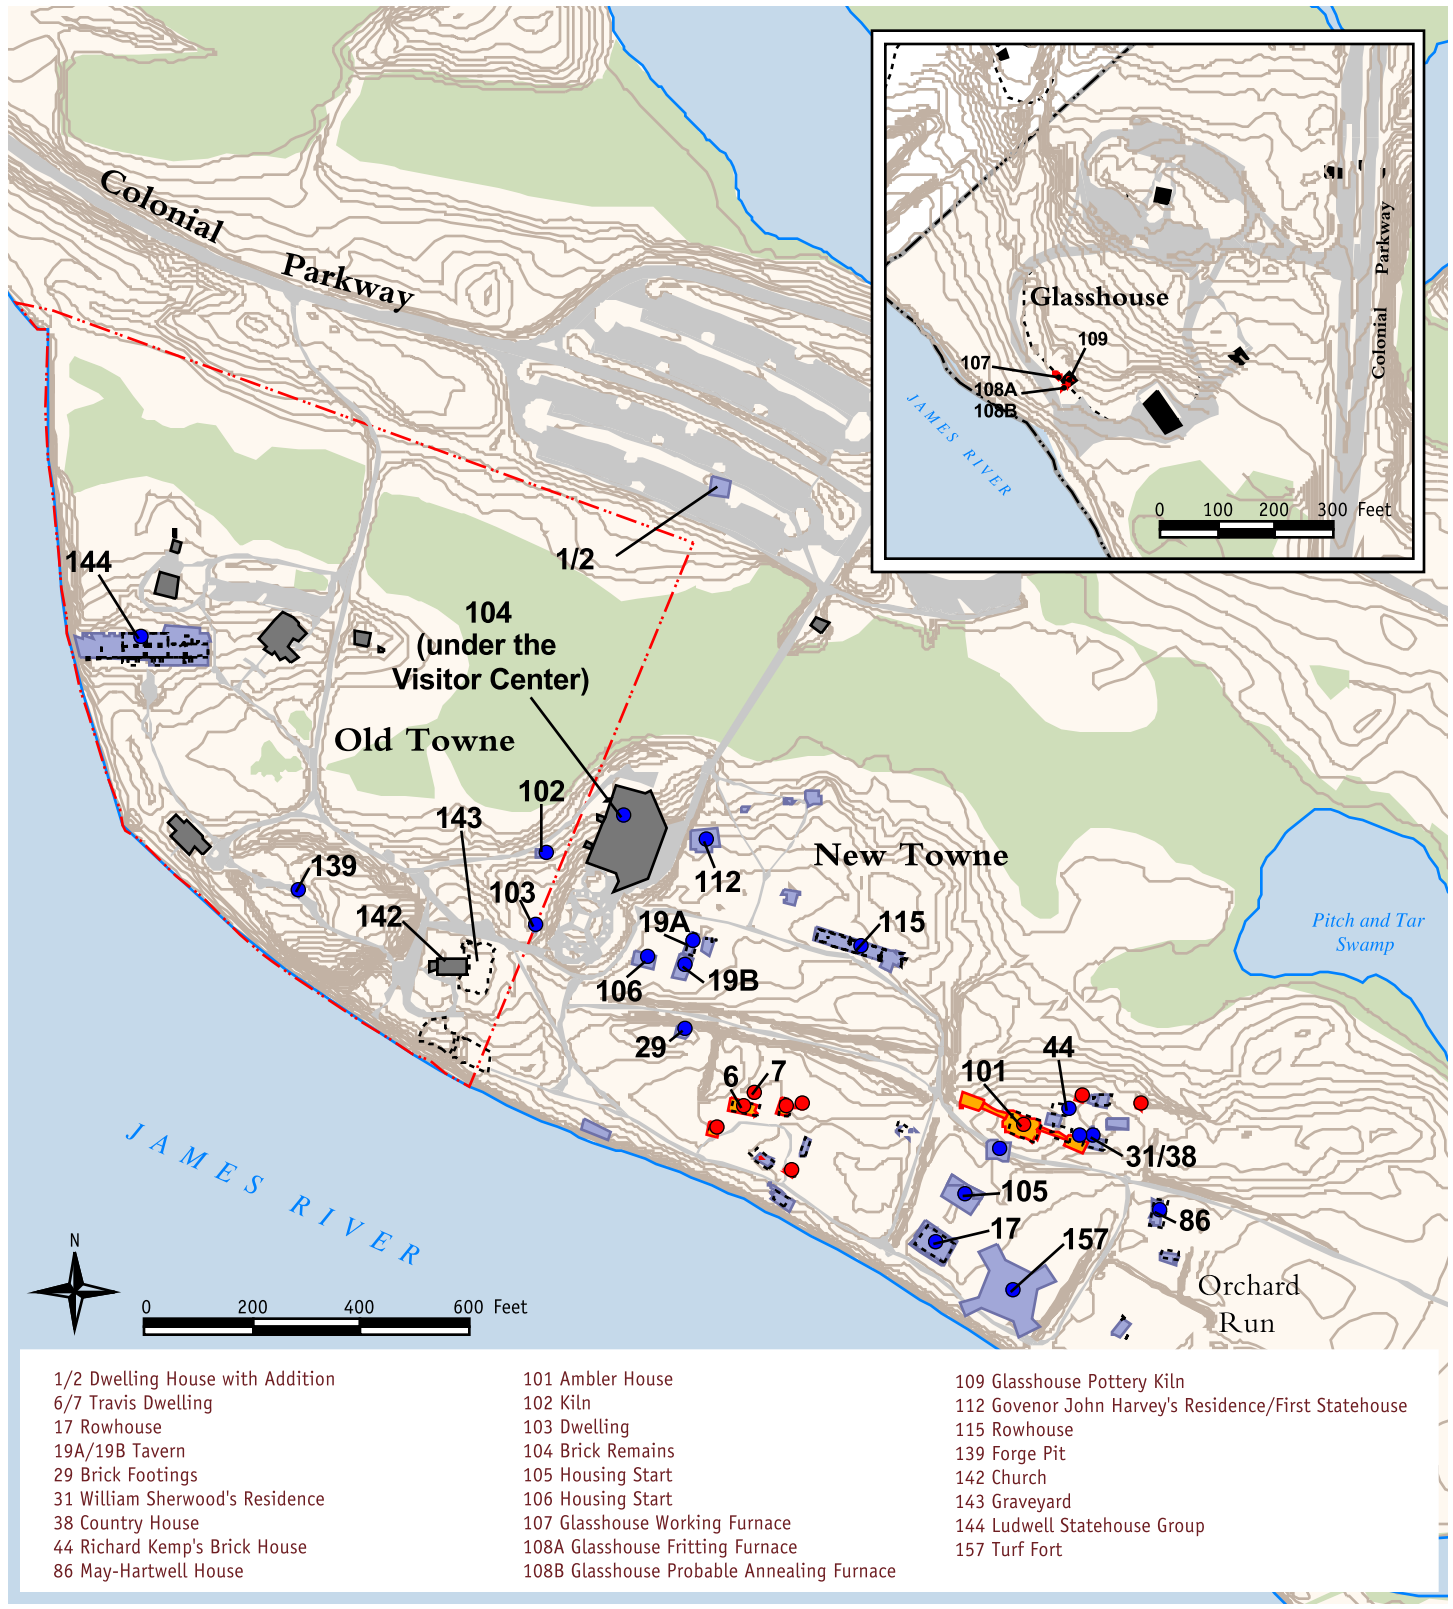 Colonial
Parkway
Glasshouse
Colonial Parkway
109
107
108A
108B
JAMES RIVER
0 100 200 300 Feet
144
1/2
104
(under the
Visitor Center)
Old Towne
102
143
103
139
142
112
New Towne
19A
115
106
19B
29
Pitch and Tar
Swamp
6
7
101
44
31/38
105
17
157
86
Orchard
Run
JAMES RIVER
N
0 200 400 600 Feet
1/2 Dwelling House with Addition
6/7 Travis Dwelling
17 Rowhouse
19A/19B Tavern
29 Brick Footings
31 William Sherwood's Residence
38 Country House
44 Richard Kemp's Brick House
86 May-Hartwell House
101 Ambler House
102 Kiln
103 Dwelling
104 Brick Remains
105 Housing Start
106 Housing Start
107 Glasshouse Working Furnace
108A Glasshouse Fritting Furnace
108B Glasshouse Probable Annealing Furnace
109 Glasshouse Pottery Kiln
112 Govenor John Harvey's Residence/First Statehouse
115 Rowhouse
139 Forge Pit
142 Church
143 Graveyard
144 Ludwell Statehouse Group
157 Turf Fort